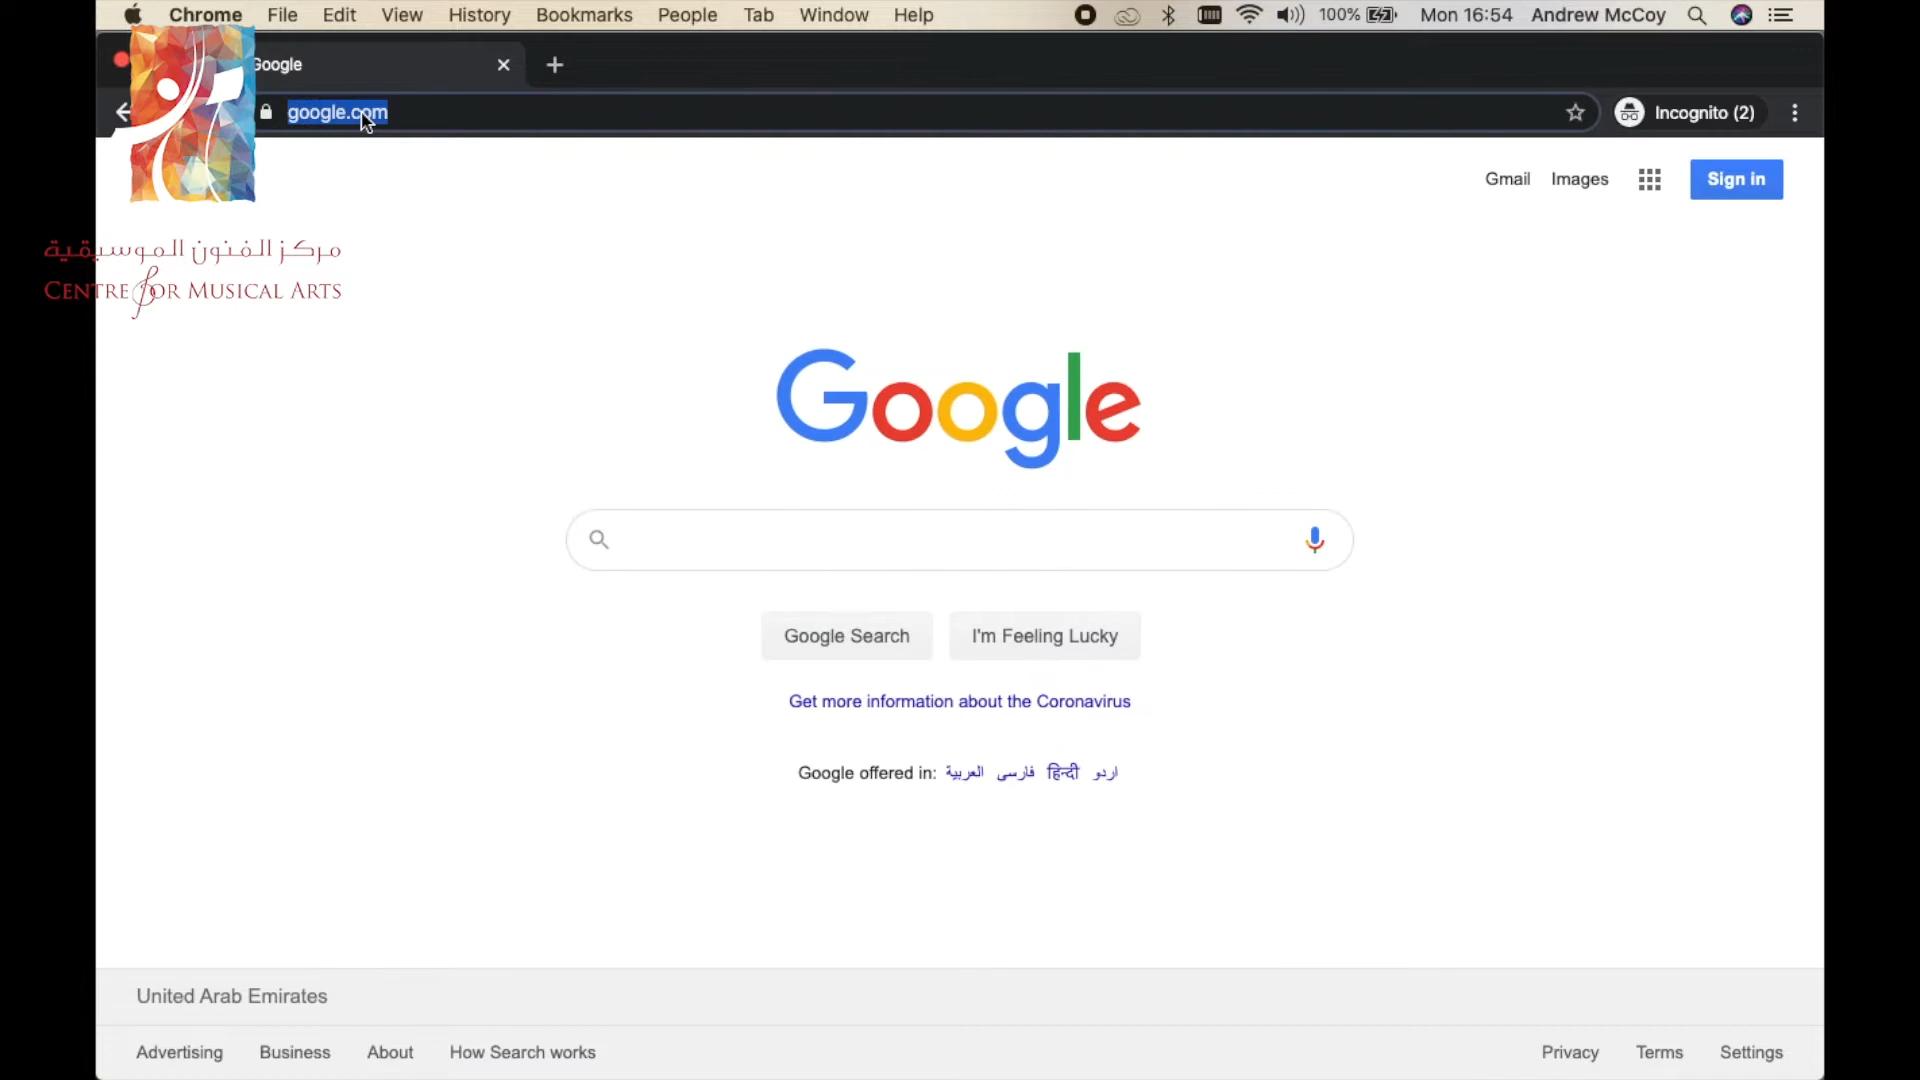 Chrome File Edit View History Bookmarks People Tab Window Help 100% Mon 16:54 Andrew McCoy
Google
google.com Incognito (2)
Gmail Images Sign in
مركز الفنون الموسيقية
CENTRE FOR MUSICAL ARTS
Google
Google Search I'm Feeling Lucky
Get more information about the Coronavirus
Google offered in: العربية فارسی हिन्दी اردو
United Arab Emirates
Advertising Business About How Search works Privacy Terms Settings